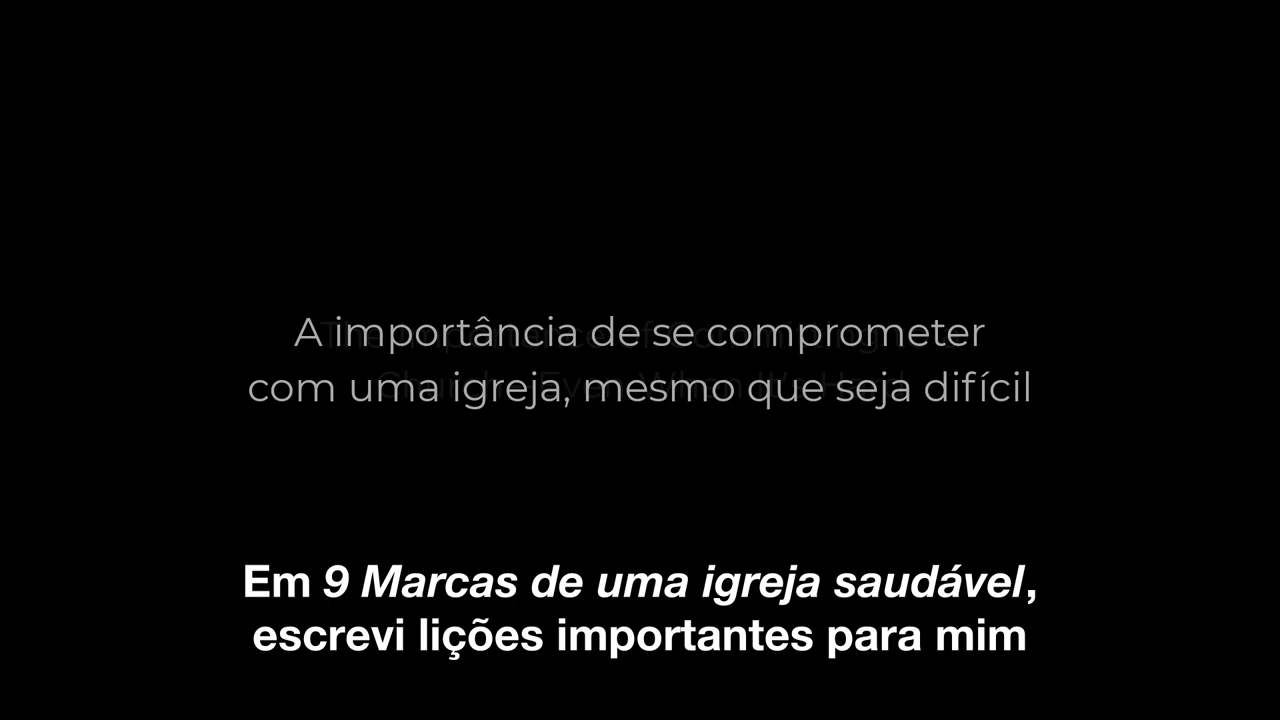 A importância de se comprometer
com uma igreja, mesmo que seja difícil
Em 9 Marcas de uma igreja saudável,
escrevi lições importantes para mim